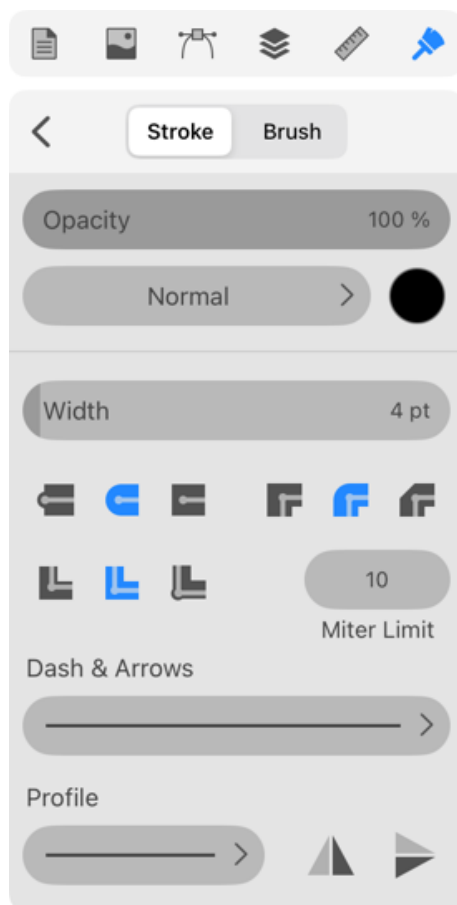 Stroke Brush
Opacity 100 %
Normal
Width 4 pt
10
Miter Limit
Dash & Arrows
Profile